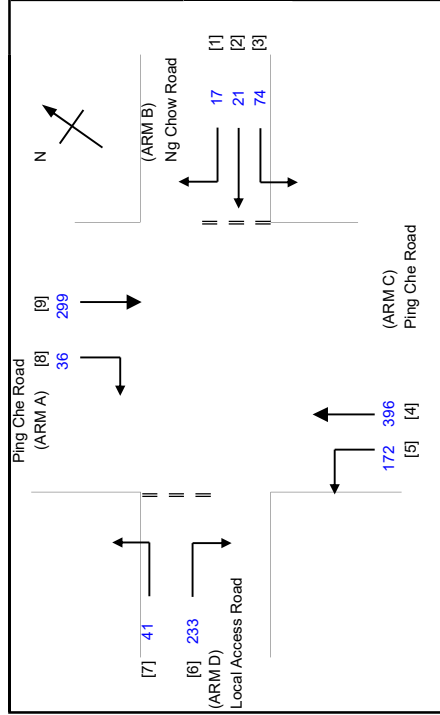 N
Ping Che Road
(ARM A)
[8] [9]
36 299
(ARM B)
Ng Chow Road
17 [1]
21 [2]
74 [3]
[7] 41
[6] 233
(ARM D)
Local Access Road
172 396
[5] [4]
(ARM C)
Ping Che Road